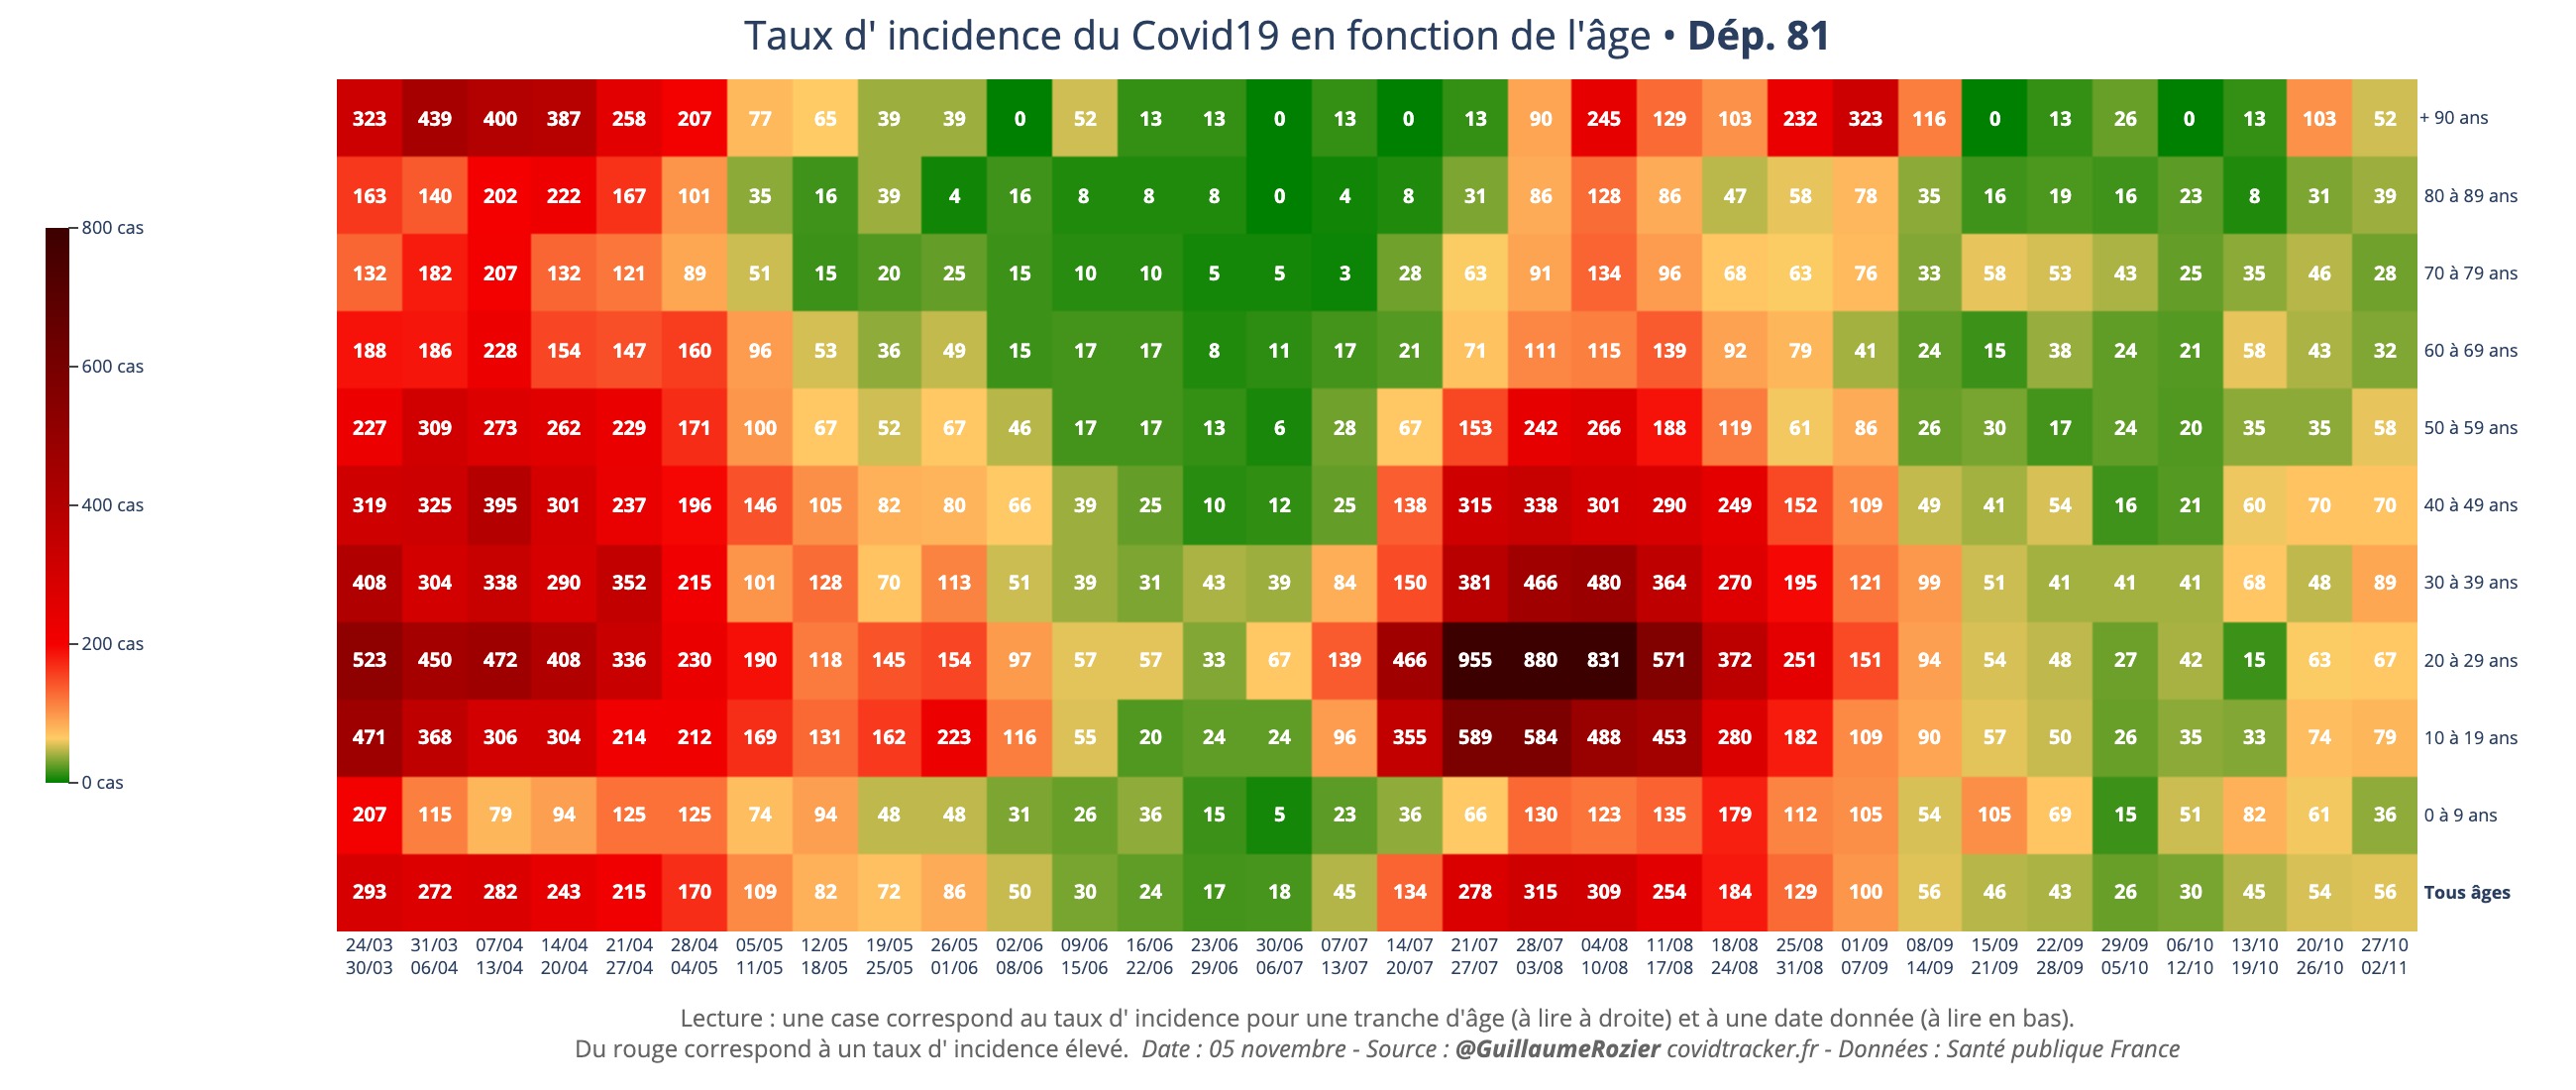 Taux d' incidence du Covid19 en fonction de l'âge • Dép. 81
323 439 400 387 258 207 77 65 39 39 0 52 13 13 0 13 0 13 90 245 129 103 232 323 116 0 13 26 0 13 103 52 + 90 ans
163 140 202 222 167 101 35 16 39 4 16 8 8 8 0 4 8 31 86 128 86 47 58 78 35 16 19 16 23 8 31 39 80 à 89 ans
800 cas
132 182 207 132 121 89 51 15 20 25 15 10 10 5 5 3 28 63 91 134 96 68 63 76 33 58 53 43 25 35 46 28 70 à 79 ans
188 186 228 154 147 160 96 53 36 49 15 17 17 8 11 17 21 71 111 115 139 92 79 41 24 15 38 24 21 58 43 32 60 à 69 ans
600 cas
227 309 273 262 229 171 100 67 52 67 46 17 17 13 6 28 67 153 242 266 188 119 61 86 26 30 17 24 20 35 35 58 50 à 59 ans
400 cas
319 325 395 301 237 196 146 105 82 80 66 39 25 10 12 25 138 315 338 301 290 249 152 109 49 41 54 16 21 60 70 70 40 à 49 ans
408 304 338 290 352 215 101 128 70 113 51 39 31 43 39 84 150 381 466 480 364 270 195 121 99 51 41 41 41 68 48 89 30 à 39 ans
200 cas
523 450 472 408 336 230 190 118 145 154 97 57 57 33 67 139 466 955 880 831 571 372 251 151 94 54 48 27 42 15 63 67 20 à 29 ans
471 368 306 304 214 212 169 131 162 223 116 55 20 24 24 96 355 589 584 488 453 280 182 109 90 57 50 26 35 33 74 79 10 à 19 ans
0 cas
207 115 79 94 125 125 74 94 48 48 31 26 36 15 5 23 36 66 130 123 135 179 112 105 54 105 69 15 51 82 61 36 0 à 9 ans
293 272 282 243 215 170 109 82 72 86 50 30 24 17 18 45 134 278 315 309 254 184 129 100 56 46 43 26 30 45 54 56 Tous âges
24/03 31/03 07/04 14/04 21/04 28/04 05/05 12/05 19/05 26/05 02/06 09/06 16/06 23/06 30/06 07/07 14/07 21/07 28/07 04/08 11/08 18/08 25/08 01/09 08/09 15/09 22/09 29/09 06/10 13/10 20/10 27/10
30/03 06/04 13/04 20/04 27/04 04/05 11/05 18/05 25/05 01/06 08/06 15/06 22/06 29/06 06/07 13/07 20/07 27/07 03/08 10/08 17/08 24/08 31/08 07/09 14/09 21/09 28/09 05/10 12/10 19/10 26/10 02/11
Lecture : une case correspond au taux d' incidence pour une tranche d'âge (à lire à droite) et à une date donnée (à lire en bas).
Du rouge correspond à un taux d' incidence élevé. Date : 05 novembre - Source : @GuillaumeRozier covidtracker.fr - Données : Santé publique France